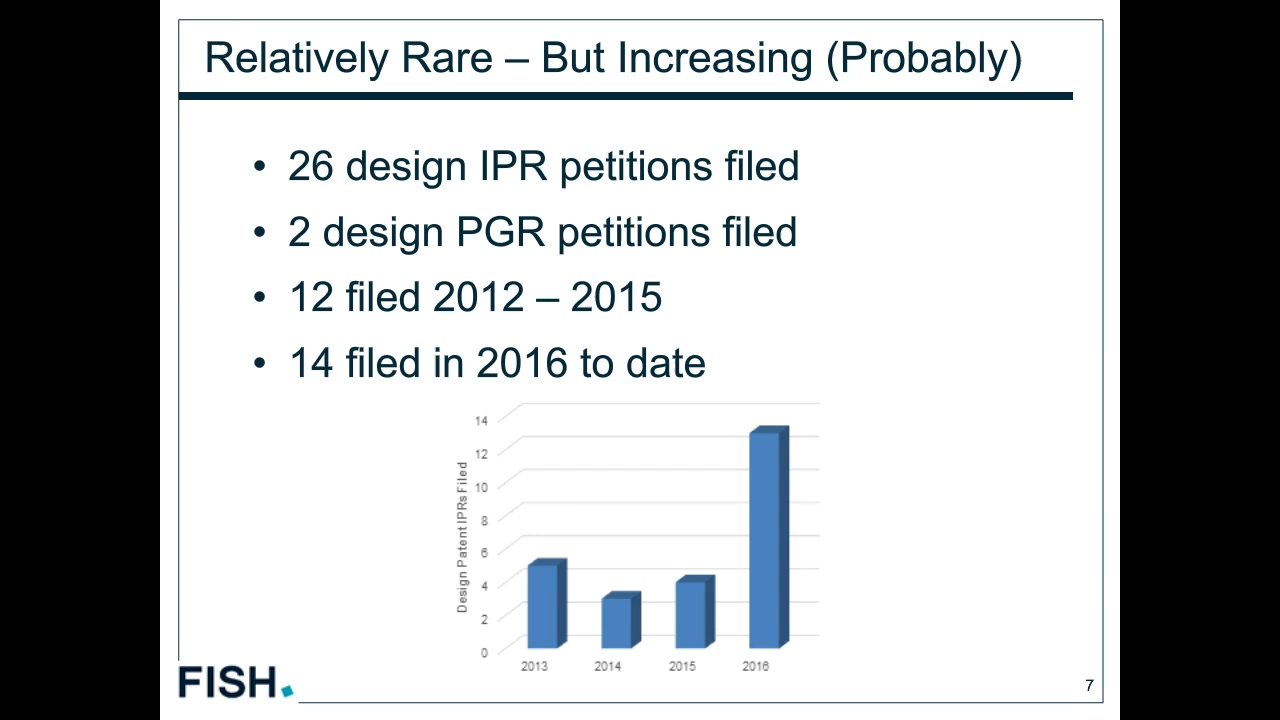 Relatively Rare – But Increasing (Probably)
• 26 design IPR petitions filed
• 2 design PGR petitions filed
• 12 filed 2012 – 2015
• 14 filed in 2016 to date
Design Patent IPRs Filed
14
12
10
8
6
4
2
0
2013 2014 2015 2016
FISH.
7